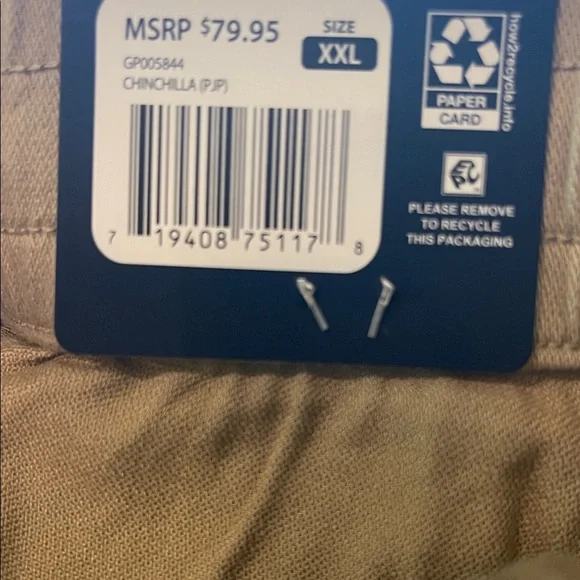 MSRP $79.95
SIZE
XXL
GP005844
CHINCHILLA (PJP)
7 19408 75117 8
PAPER
CARD
how2recycle.info
PLEASE REMOVE
TO RECYCLE
THIS PACKAGING